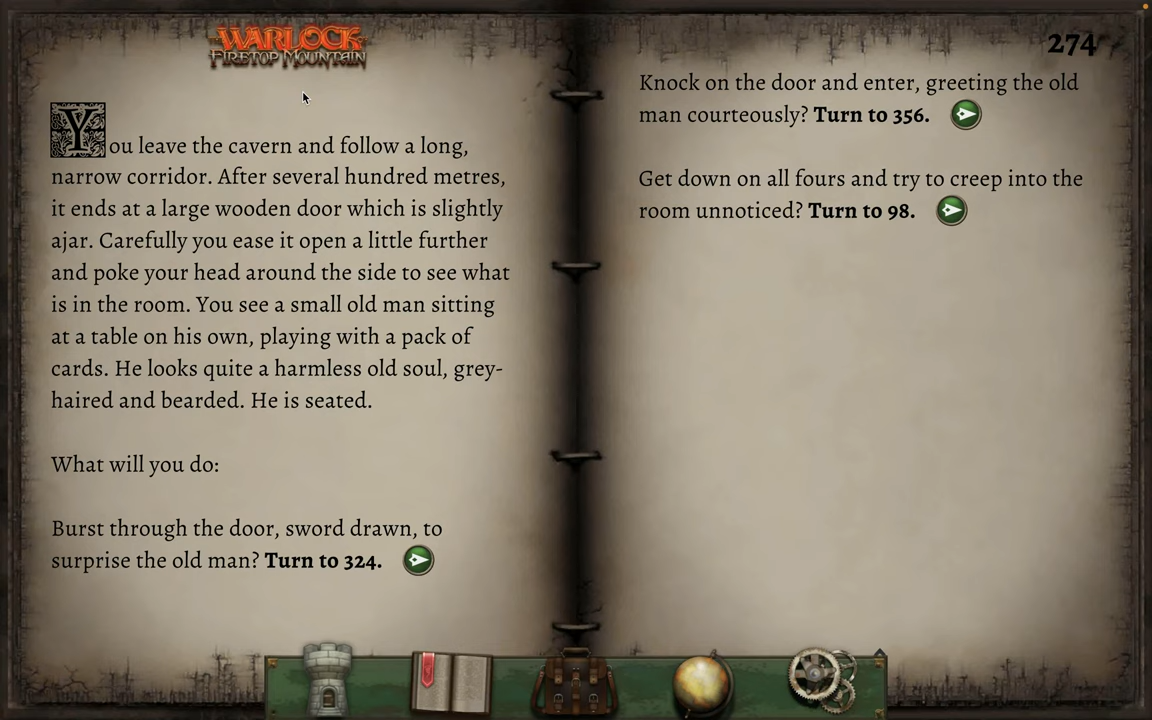 WARLOCK
FIRETOP MOUNTAIN
You leave the cavern and follow a long,
narrow corridor. After several hundred metres,
it ends at a large wooden door which is slightly
ajar. Carefully you ease it open a little further
and poke your head around the side to see what
is in the room. You see a small old man sitting
at a table on his own, playing with a pack of
cards. He looks quite a harmless old soul, grey-
haired and bearded. He is seated.
What will you do:
Burst through the door, sword drawn, to
surprise the old man? Turn to 324.
274
Knock on the door and enter, greeting the old
man courteously? Turn to 356.
Get down on all fours and try to creep into the
room unnoticed? Turn to 98.